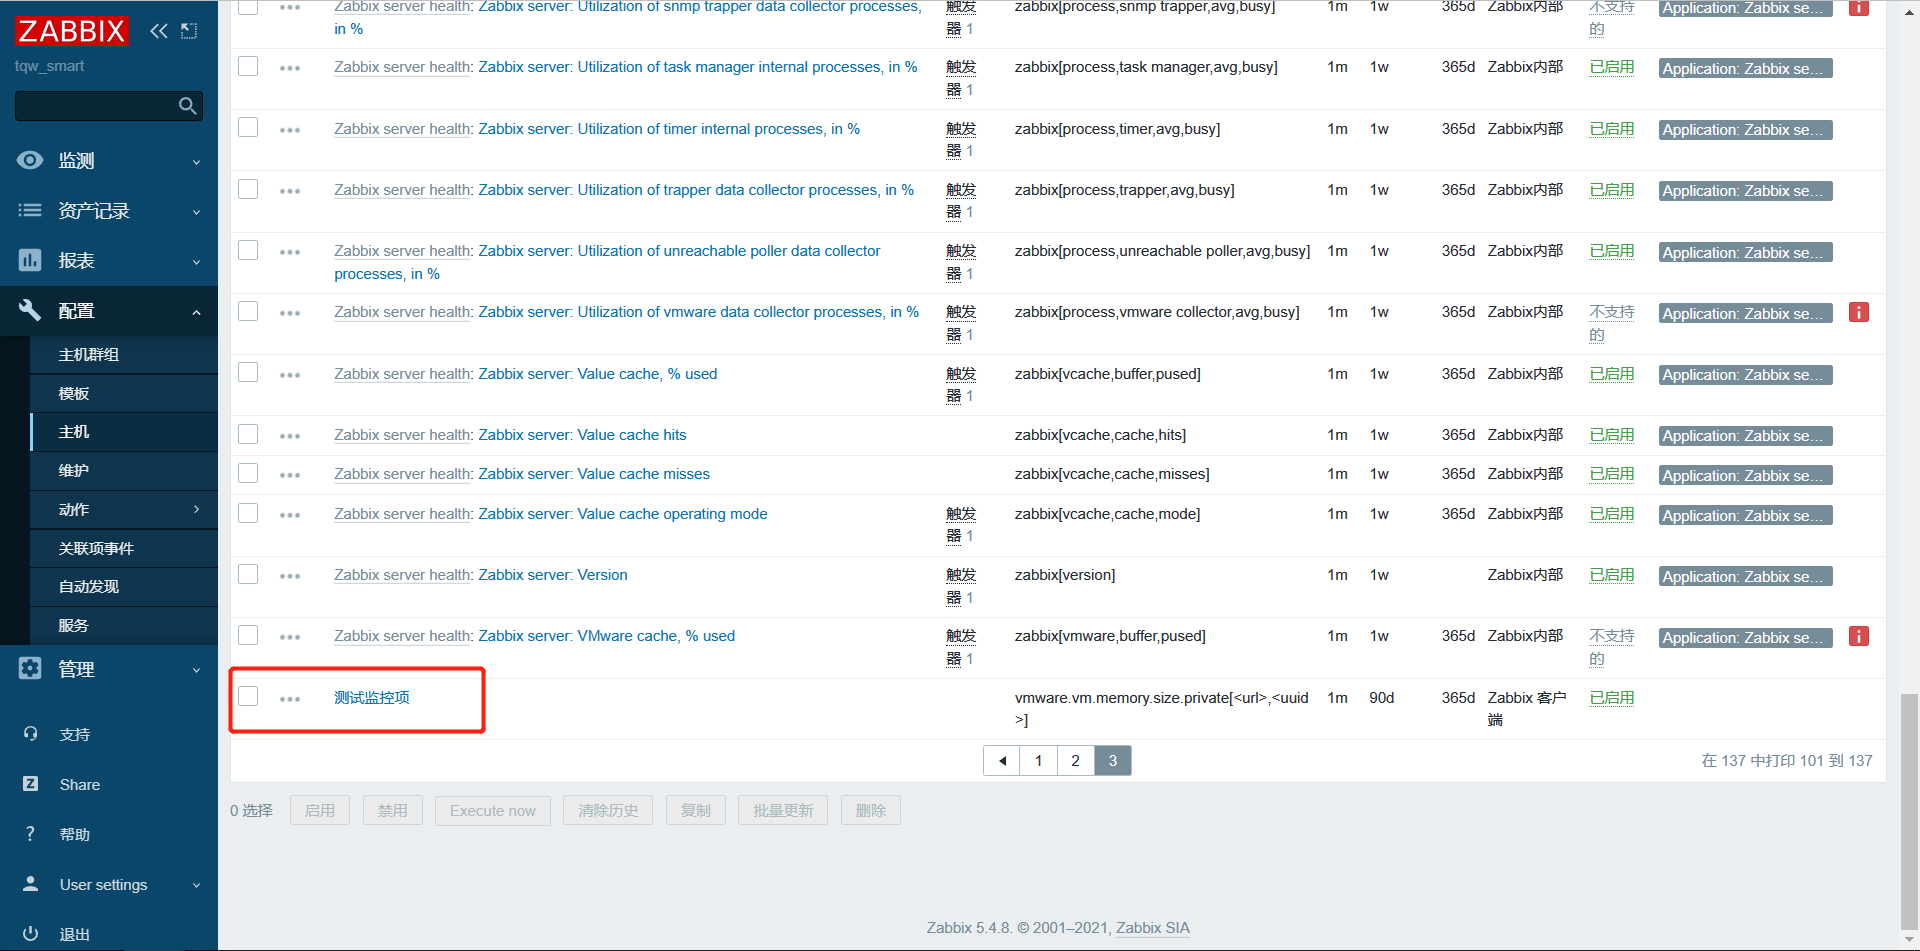 ZABBIX
tqw_smart
监测
资产记录
报表
配置
主机群组
模板
主机
维护
动作
关联项事件
自动发现
服务
管理
支持
Share
帮助
User settings
退出
Zabbix server health: Zabbix server: Utilization of snmp trapper data collector processes, in % 触发器 1 zabbix[process,snmp trapper,avg,busy] 1m 1w 365d Zabbix内部 不支持的 Application: Zabbix se...
Zabbix server health: Zabbix server: Utilization of task manager internal processes, in % 触发器 1 zabbix[process,task manager,avg,busy] 1m 1w 365d Zabbix内部 已启用 Application: Zabbix se...
Zabbix server health: Zabbix server: Utilization of timer internal processes, in % 触发器 1 zabbix[process,timer,avg,busy] 1m 1w 365d Zabbix内部 已启用 Application: Zabbix se...
Zabbix server health: Zabbix server: Utilization of trapper data collector processes, in % 触发器 1 zabbix[process,trapper,avg,busy] 1m 1w 365d Zabbix内部 已启用 Application: Zabbix se...
Zabbix server health: Zabbix server: Utilization of unreachable poller data collector processes, in % 触发器 1 zabbix[process,unreachable poller,avg,busy] 1m 1w 365d Zabbix内部 已启用 Application: Zabbix se...
Zabbix server health: Zabbix server: Utilization of vmware data collector processes, in % 触发器 1 zabbix[process,vmware collector,avg,busy] 1m 1w 365d Zabbix内部 不支持的 Application: Zabbix se...
Zabbix server health: Zabbix server: Value cache, % used 触发器 1 zabbix[vcache,buffer,pused] 1m 1w 365d Zabbix内部 已启用 Application: Zabbix se...
Zabbix server health: Zabbix server: Value cache hits zabbix[vcache,cache,hits] 1m 1w 365d Zabbix内部 已启用 Application: Zabbix se...
Zabbix server health: Zabbix server: Value cache misses zabbix[vcache,cache,misses] 1m 1w 365d Zabbix内部 已启用 Application: Zabbix se...
Zabbix server health: Zabbix server: Value cache operating mode 触发器 1 zabbix[vcache,cache,mode] 1m 1w 365d Zabbix内部 已启用 Application: Zabbix se...
Zabbix server health: Zabbix server: Version 触发器 1 zabbix[version] 1m 1w Zabbix内部 已启用 Application: Zabbix se...
Zabbix server health: Zabbix server: VMware cache, % used 触发器 1 zabbix[vmware,buffer,pused] 1m 1w 365d Zabbix内部 不支持的 Application: Zabbix se...
测试监控项 vmware.vm.memory.size.private[<url>,<uuid>] 1m 90d 365d Zabbix 客户端 已启用
1 2 3
在 137 中打印 101 到 137
0 选择 启用 禁用 Execute now 清除历史 复制 批量更新 删除
Zabbix 5.4.8. © 2001–2021, Zabbix SIA